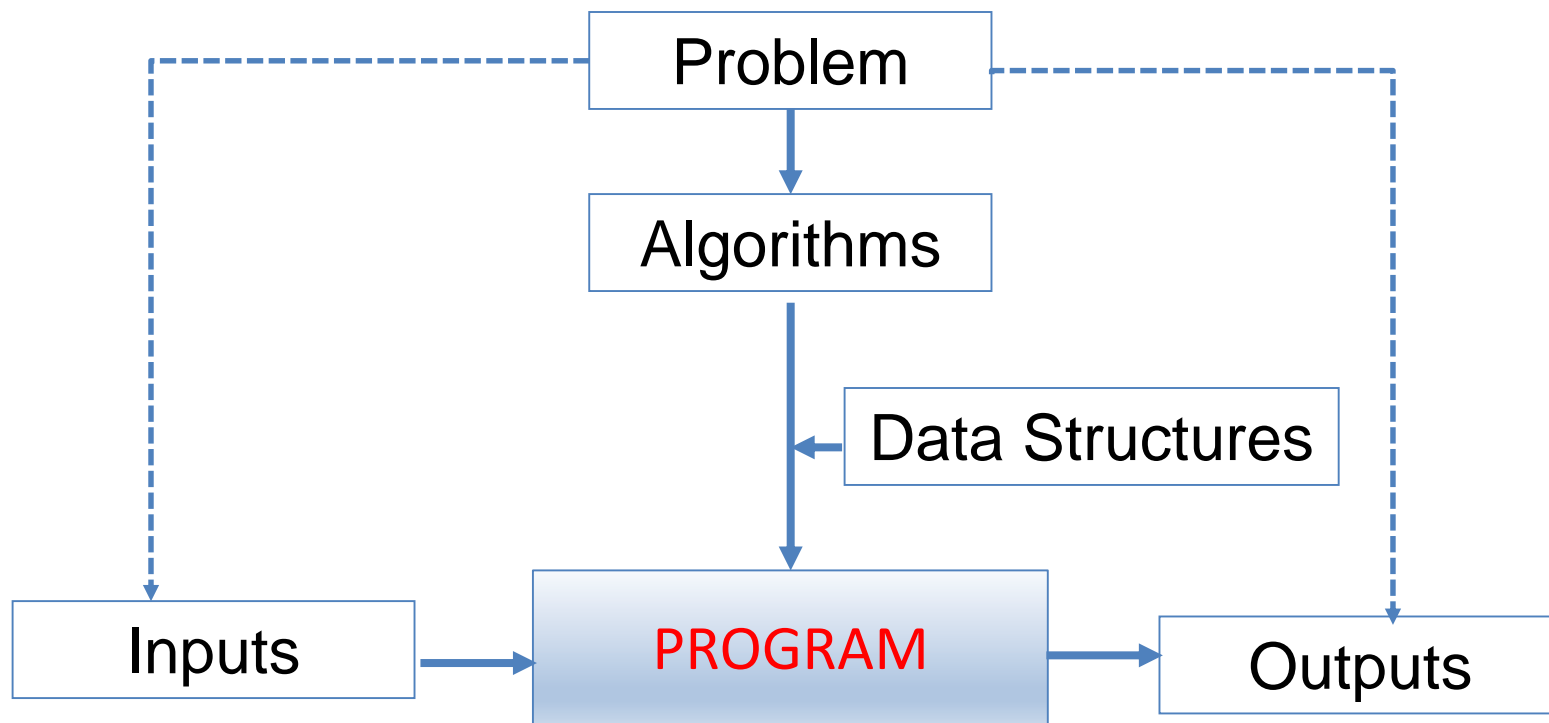 Problem
Algorithms
Data Structures
Inputs
PROGRAM
Outputs